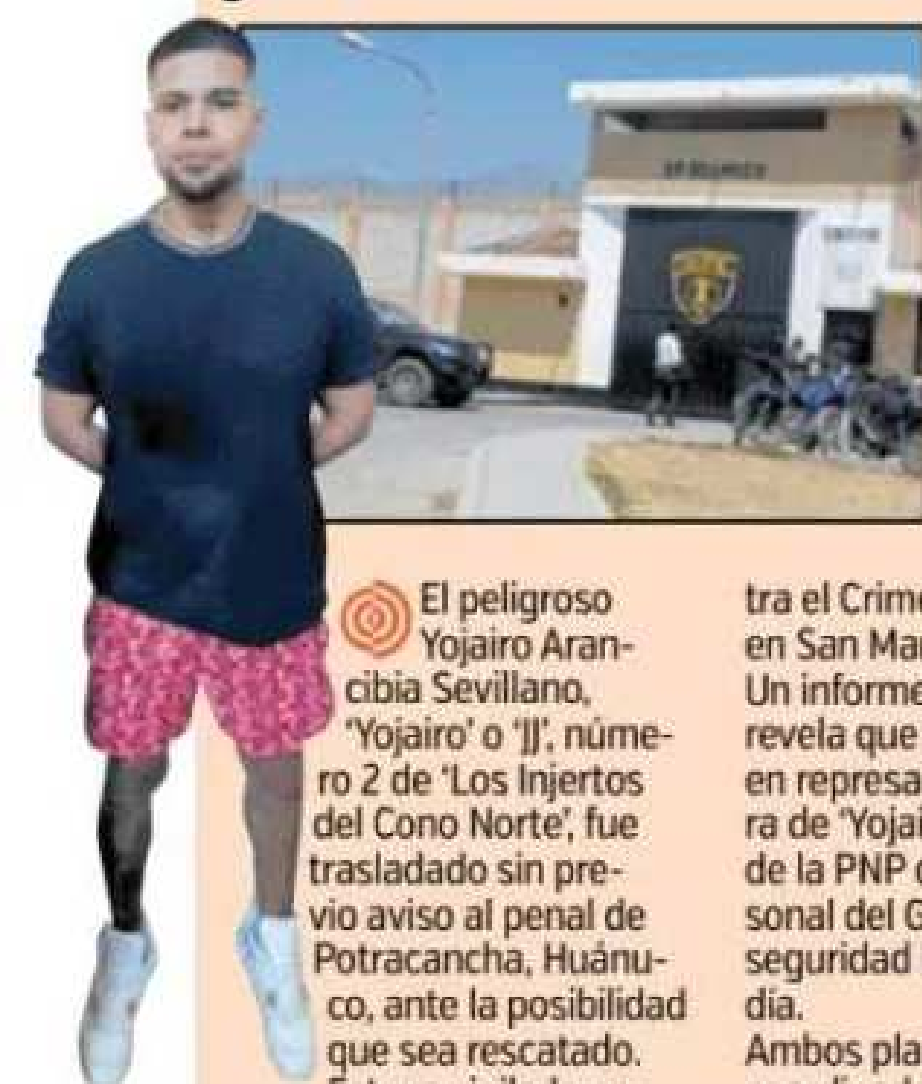 El peligroso
Yojairo Aran-
cibia Sevillano,
'Yojairo' o 'JJ', núme-
ro 2 de 'Los Injertos
del Cono Norte', fue
trasladado sin pre-
vio aviso al penal de
Potracancha, Huánu-
co, ante la posibilidad
que sea rescatado.
tra el Crim
en San Mar
Un informe
revela que
en represa
ra de 'Yojai
de la PNP
sonal del
seguridad
día.
Ambos pla